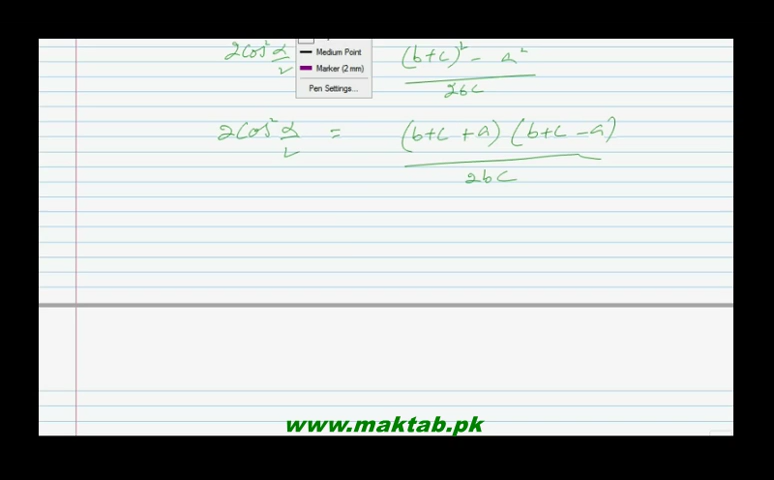 2cos²α/2 (b+c)² - a² / 2bc
Medium Point
Marker (2 mm)
Pen Settings...
2cos²α/2 = (b+c+a) (b+c-a) / 2bc
www.maktab.pk